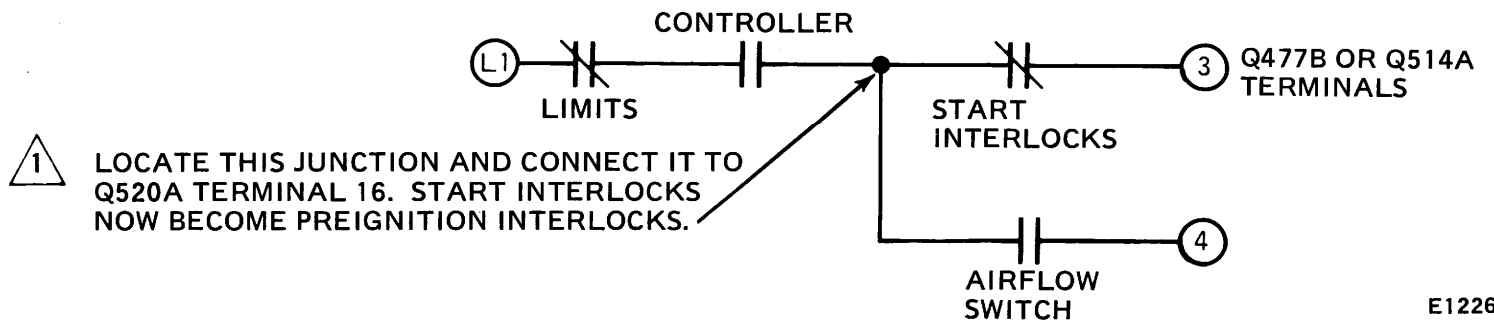 CONTROLLER
L1
LIMITS
START
INTERLOCKS
3
Q477B OR Q514A
TERMINALS
1
LOCATE THIS JUNCTION AND CONNECT IT TO
Q520A TERMINAL 16. START INTERLOCKS
NOW BECOME PREIGNITION INTERLOCKS.
4
AIRFLOW
SWITCH
E1226